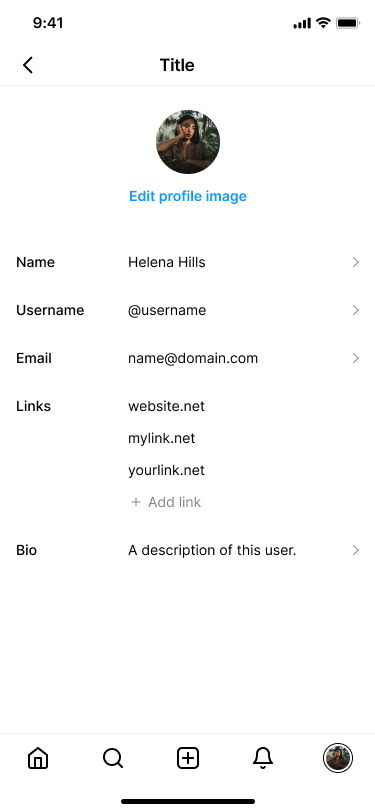 9:41
Title
Edit profile image
Name Helena Hills
Username @username
Email name@domain.com
Links website.net
mylink.net
yourlink.net
+ Add link
Bio A description of this user.